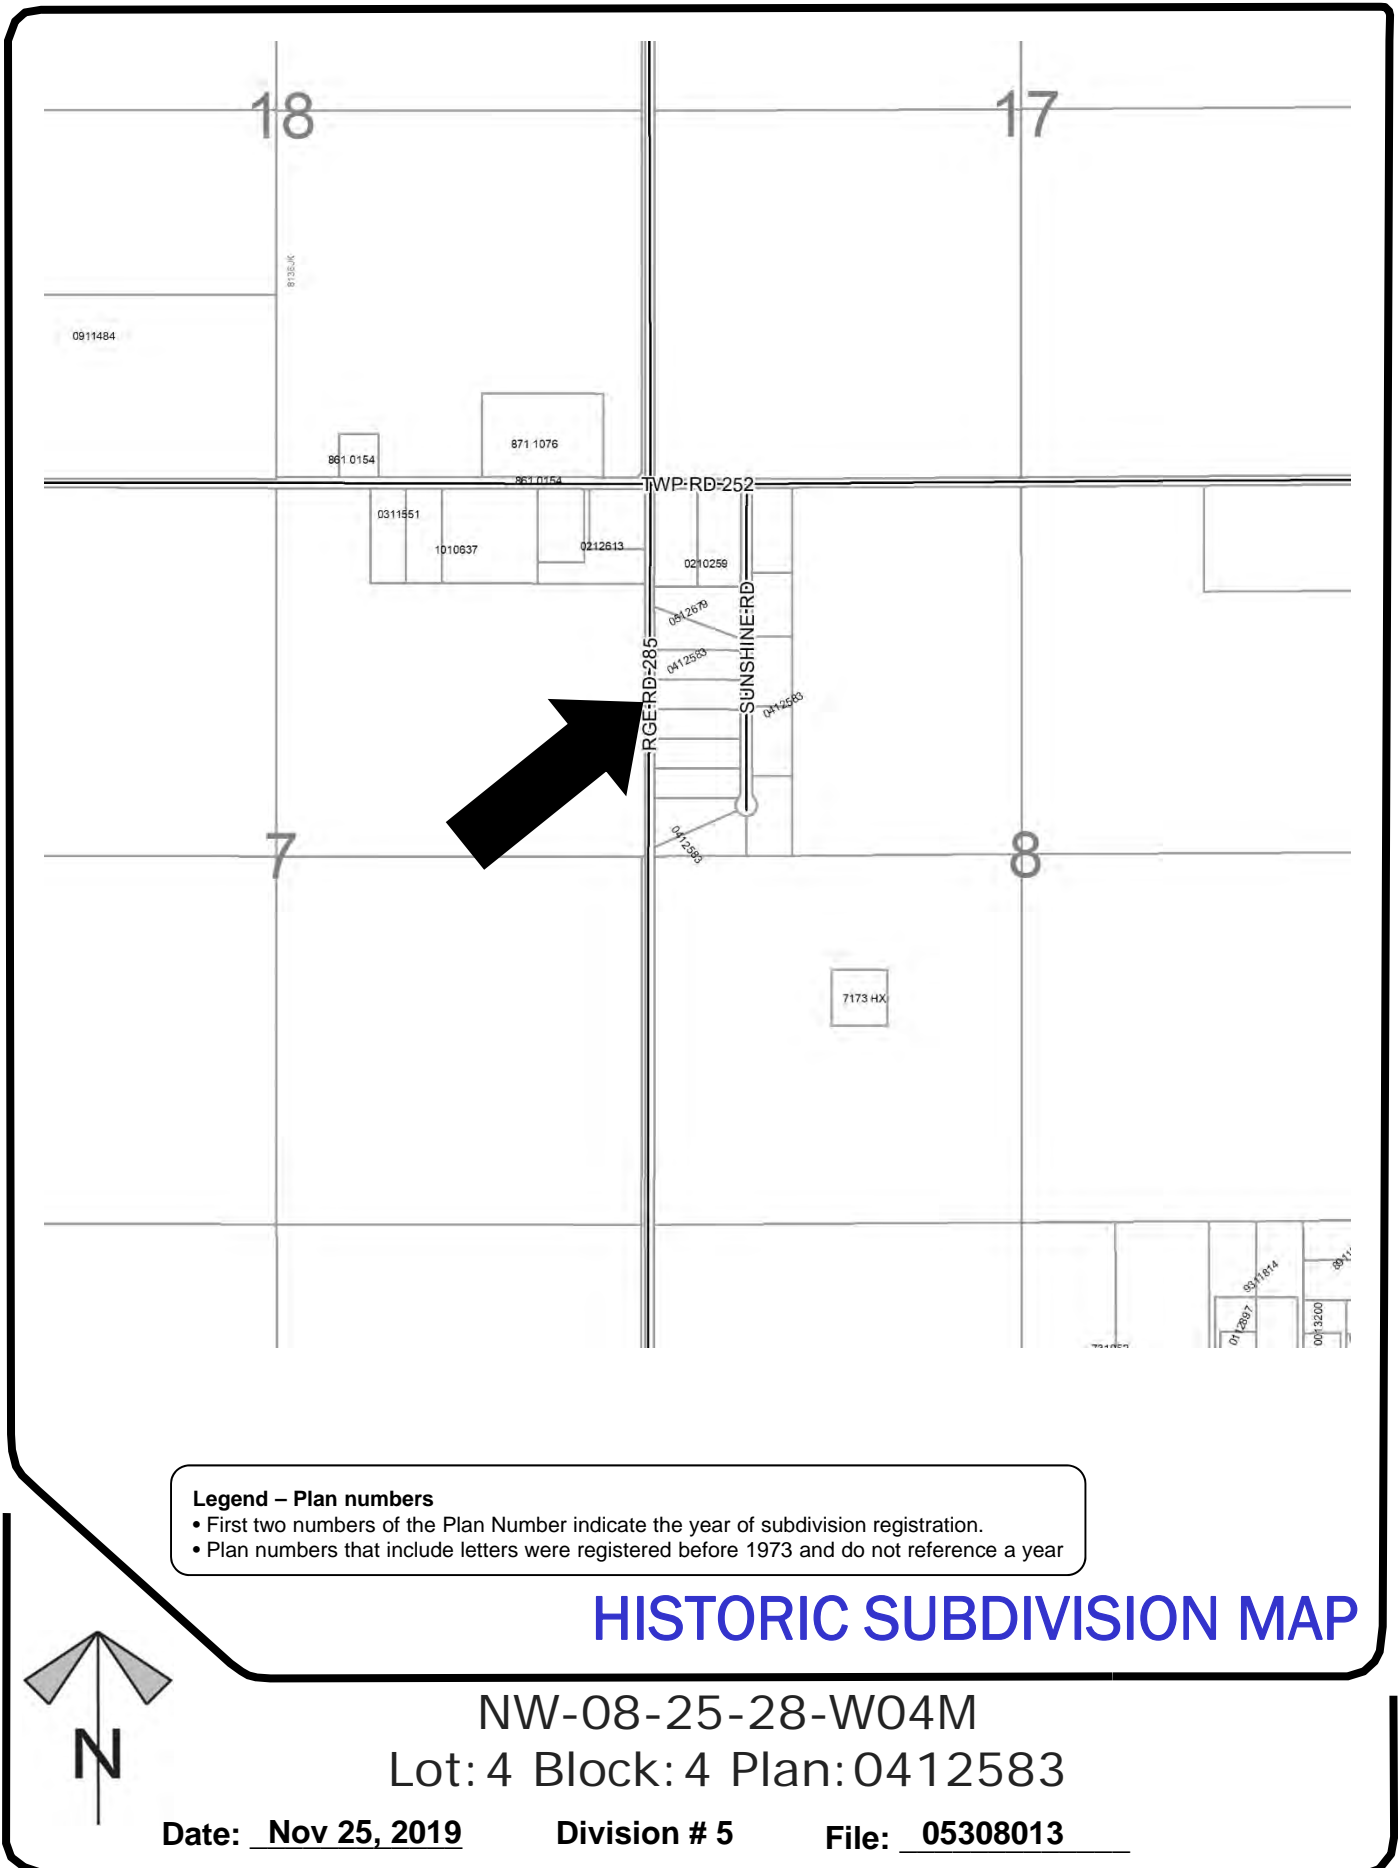 18
17
8136JK
0911484
871 1076
861 0154
861 0154
TWP RD 252
0311551
1010637
0212613
0210259
0512679
0412583
RGE RD 285
SUNSHINE RD
0412583
0412583
7
8
7173 HX
9311814
0112897
0013200
Legend – Plan numbers
• First two numbers of the Plan Number indicate the year of subdivision registration.
• Plan numbers that include letters were registered before 1973 and do not reference a year
HISTORIC SUBDIVISION MAP
N
NW-08-25-28-W04M
Lot: 4 Block: 4 Plan: 0412583
Date: Nov 25, 2019 Division # 5 File: 05308013